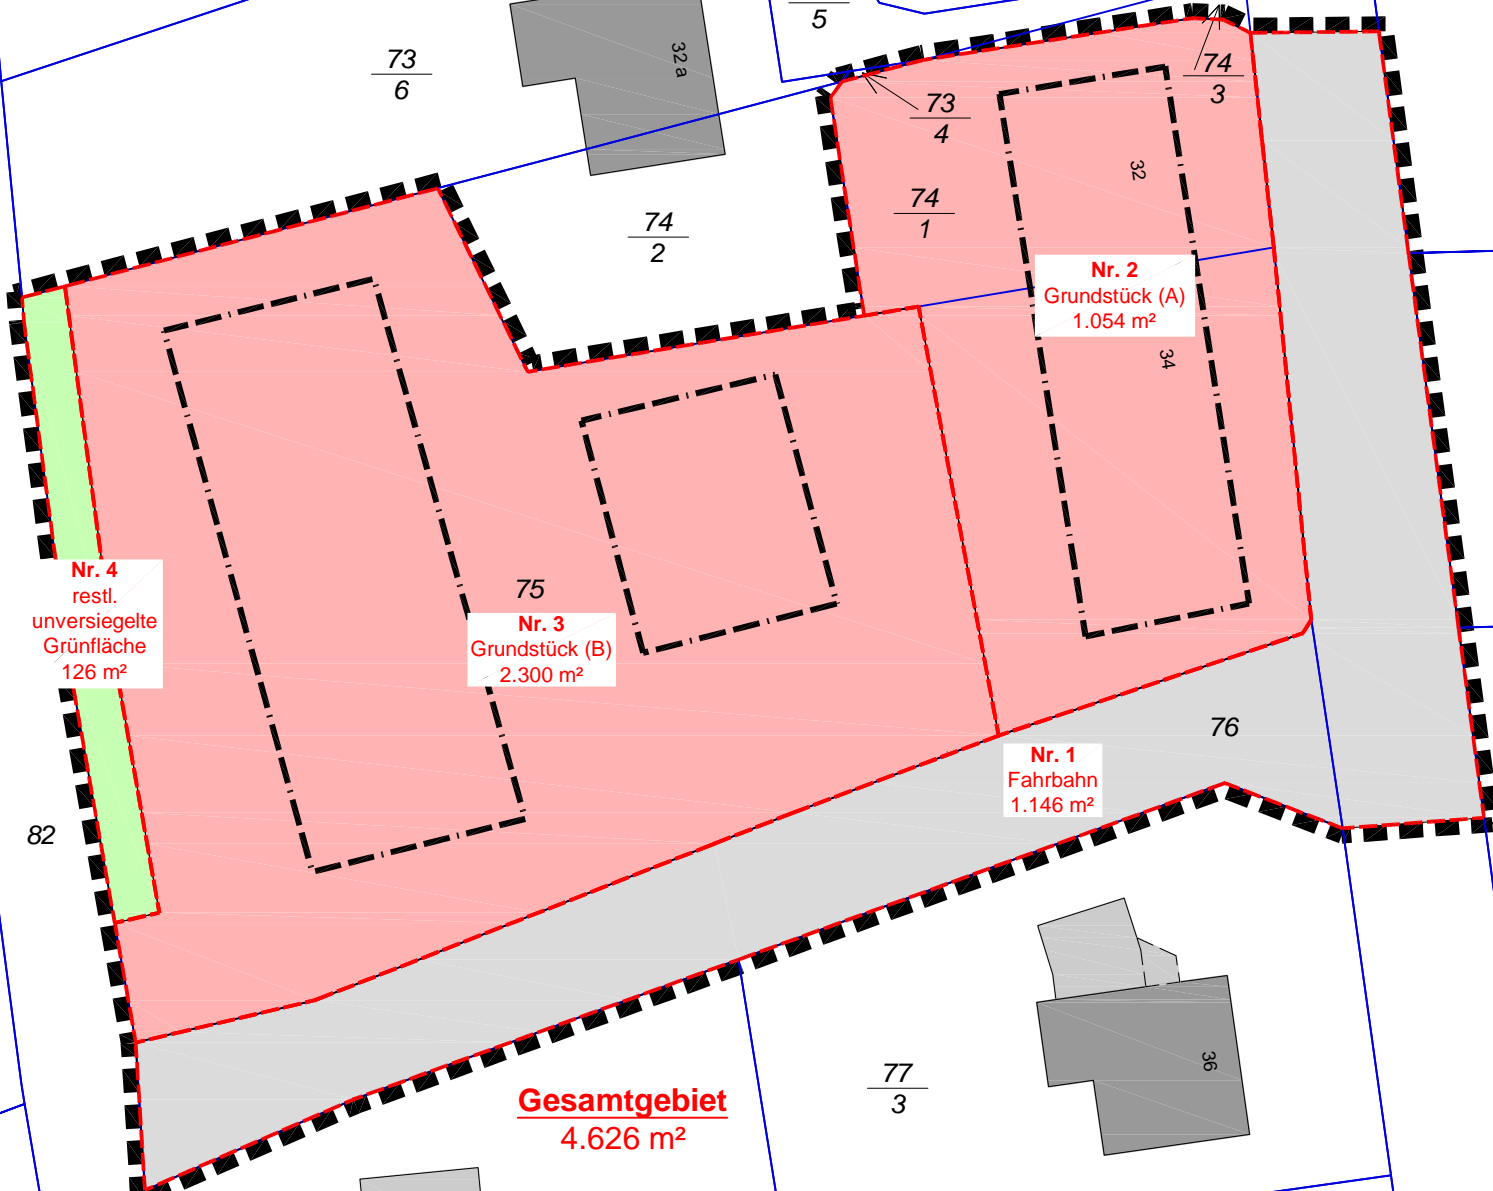 5
73
6
32 a
74
3
73
4
32
74
1
74
2
Nr. 2
Grundstück (A)
1.054 m²
34
Nr. 4
restl.
unversiegelte
Grünfläche
126 m²
75
Nr. 3
Grundstück (B)
2.300 m²
76
Nr. 1
Fahrbahn
1.146 m²
82
36
77
3
Gesamtgebiet
4.626 m²